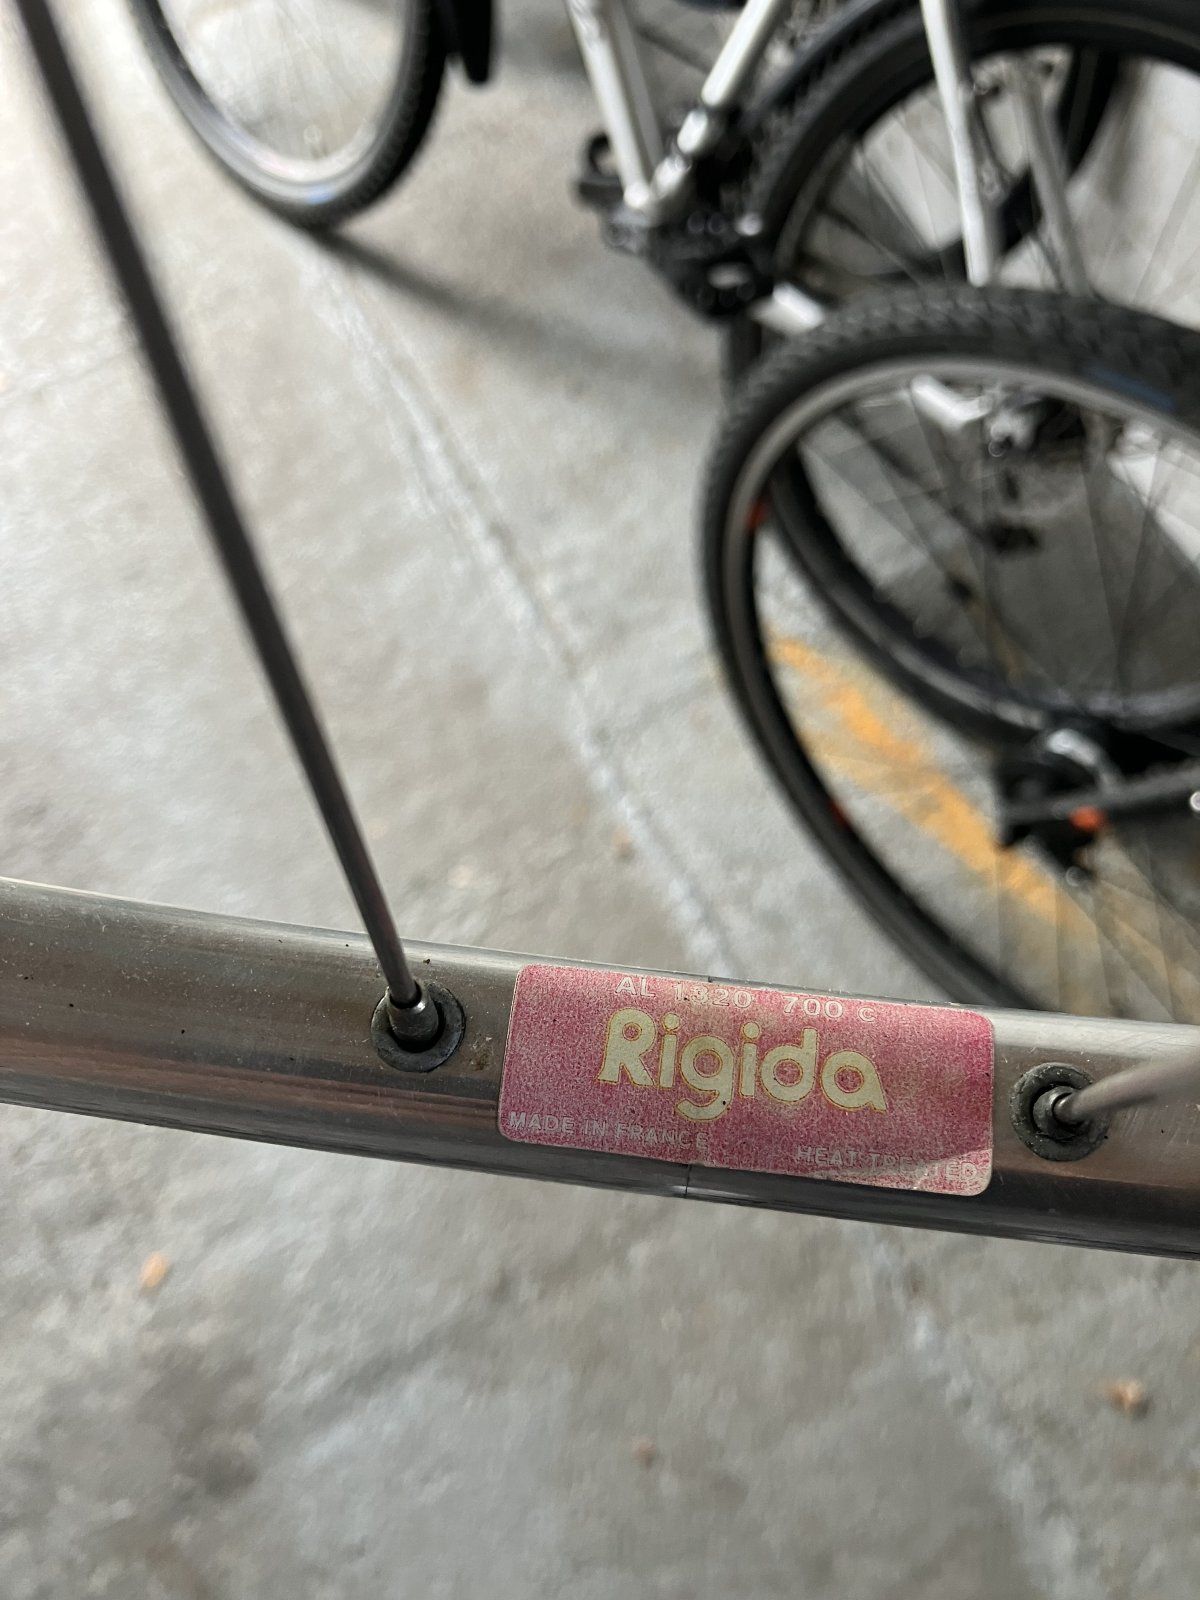 AL 1320 700 C
Rigida
MADE IN FRANCE
HEAT TREATED